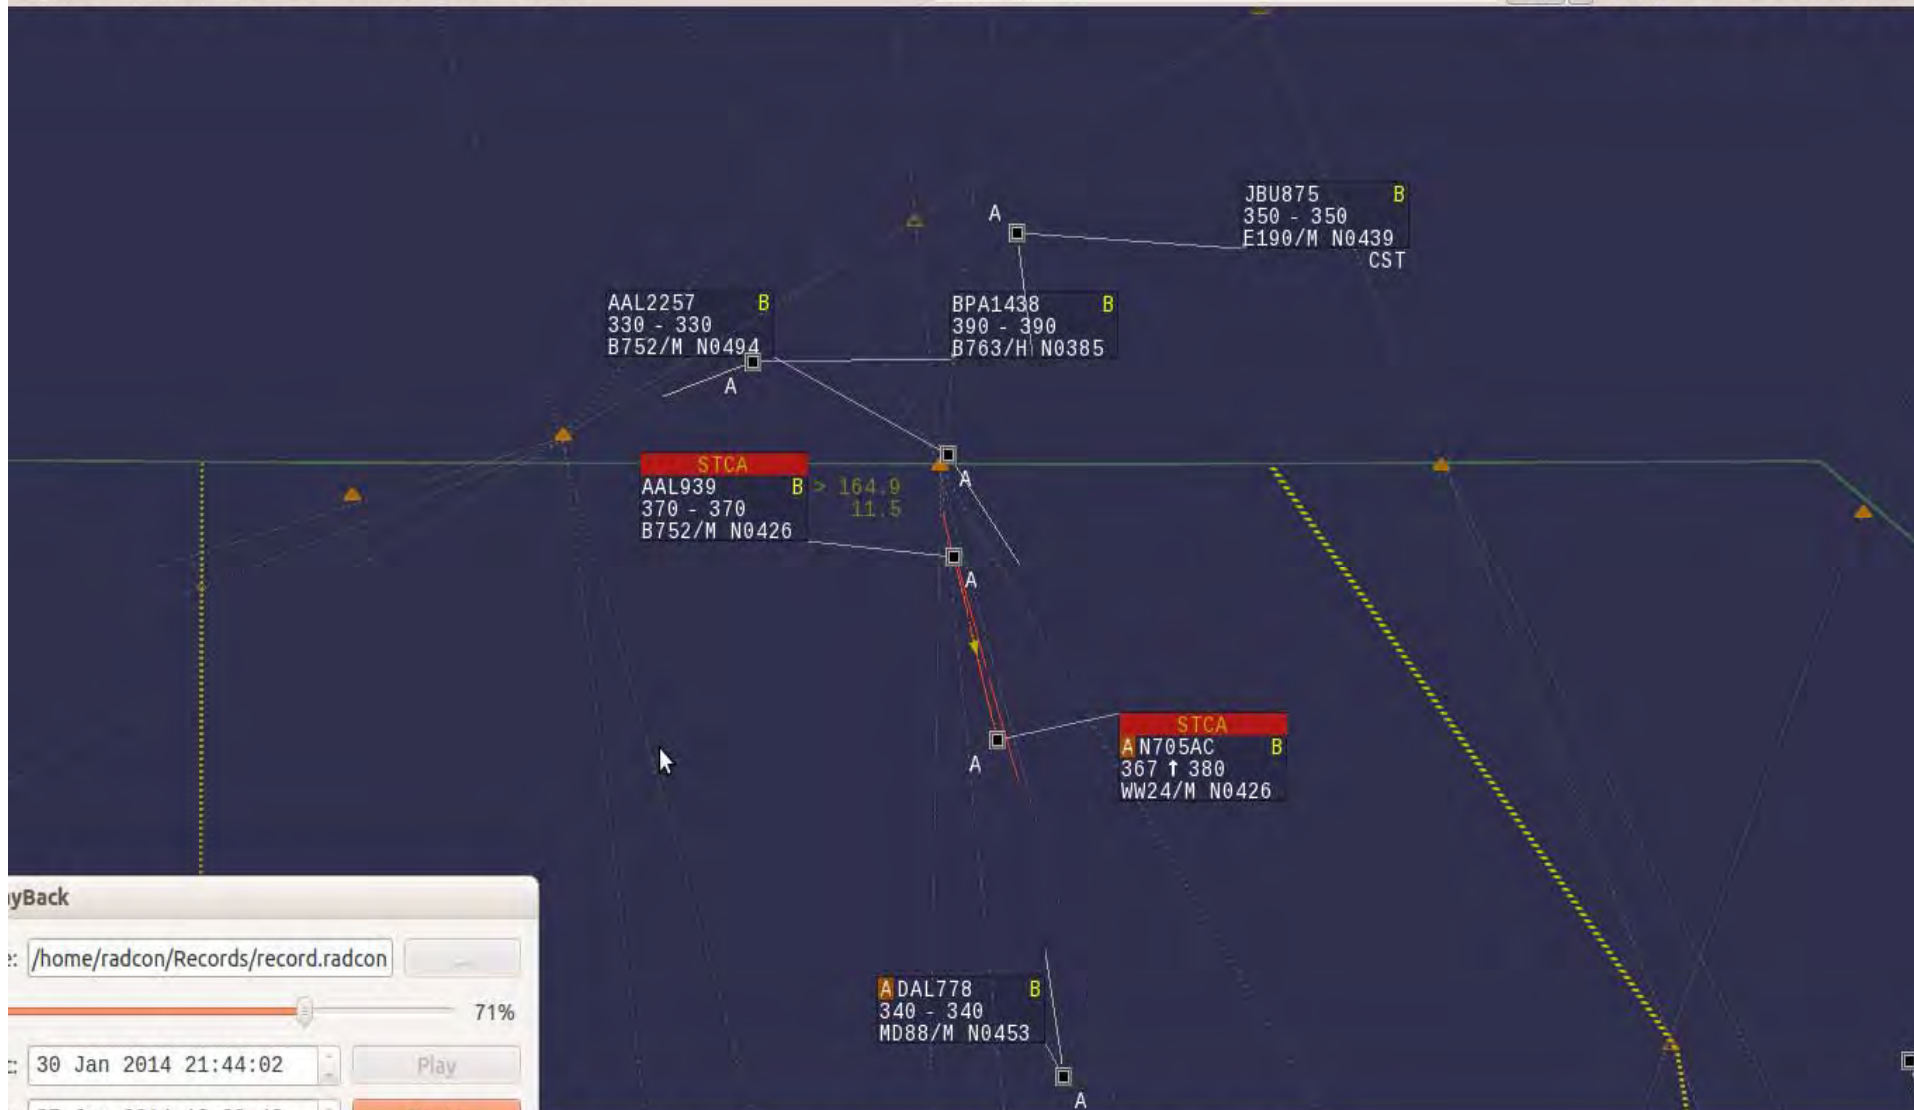 JBU875 B
350 - 350
E190/M N0439
CST
A
AAL2257 B
330 - 330
B752/M N0494
A
BPA1438 B
390 - 390
B763/H N0385
A
STCA
AAL939 B > 164.9
370 - 370 11.5
B752/M N0426
A
STCA
A N705AC B
367 ↑ 380
WW24/M N0426
A
A DAL778 B
340 - 340
MD88/M N0453
A
yBack
e: /home/radcon/Records/record.radcon ...
71%
c: 30 Jan 2014 21:44:02 Play